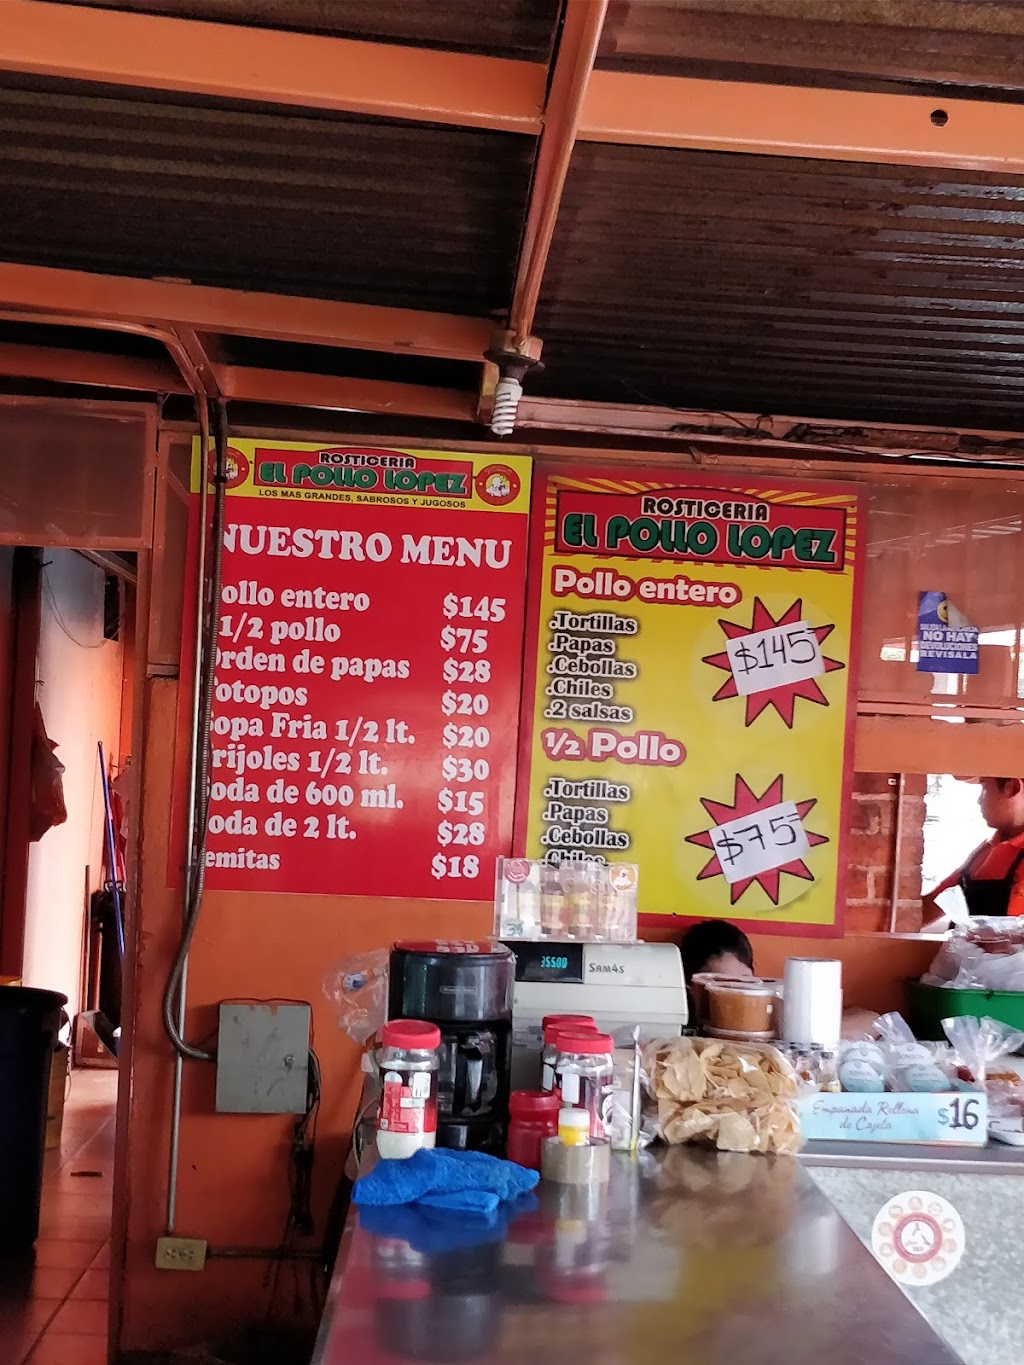 ROSTICERIA
EL POLLO LOPEZ
LOS MAS GRANDES, SABROSOS Y JUGOSOS
NUESTRO MENU
ollo entero $145
1/2 pollo $75
rden de papas $28
otopos $20
opa Fria 1/2 lt. $20
rijoles 1/2 lt. $30
oda de 600 ml. $15
oda de 2 lt. $28
emitas $18
ROSTICERIA
EL POLLO LOPEZ
Pollo entero
.Tortillas
.Papas
.Cebollas
.Chiles
.2 salsas
$145
1/2 Pollo
.Tortillas
.Papas
.Cebollas
.Chiles
$75
NO HAY
DEVOLUCIONES
REVISALA
35500
SAM4S
Empanada Rellena
de Cajeta
$16